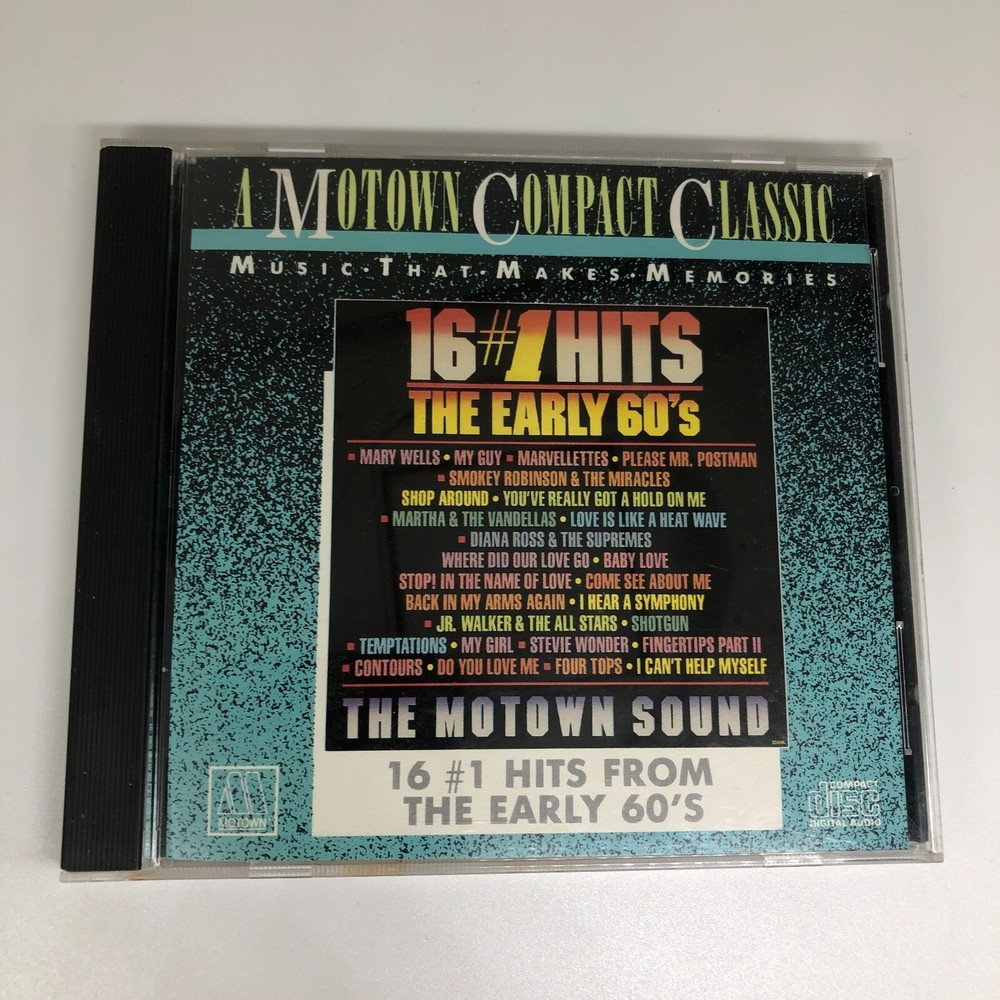 A MOTOWN COMPACT CLASSIC
MUSIC·THAT·MAKES·MEMORIES
16 #1 HITS
THE EARLY 60's
▪ MARY WELLS • MY GUY ▪ MARVELLETTES • PLEASE MR. POSTMAN
▪ SMOKEY ROBINSON & THE MIRACLES
SHOP AROUND • YOU'VE REALLY GOT A HOLD ON ME
▪ MARTHA & THE VANDELLAS • LOVE IS LIKE A HEAT WAVE
▪ DIANA ROSS & THE SUPREMES
WHERE DID OUR LOVE GO • BABY LOVE
STOP! IN THE NAME OF LOVE • COME SEE ABOUT ME
BACK IN MY ARMS AGAIN • I HEAR A SYMPHONY
▪ JR. WALKER & THE ALL STARS • SHOTGUN
▪ TEMPTATIONS • MY GIRL ▪ STEVIE WONDER • FINGERTIPS PART II
▪ CONTOURS • DO YOU LOVE ME ▪ FOUR TOPS • I CAN'T HELP MYSELF
THE MOTOWN SOUND
16 #1 HITS FROM
THE EARLY 60'S
M
MOTOWN
COMPACT
disc
DIGITAL AUDIO